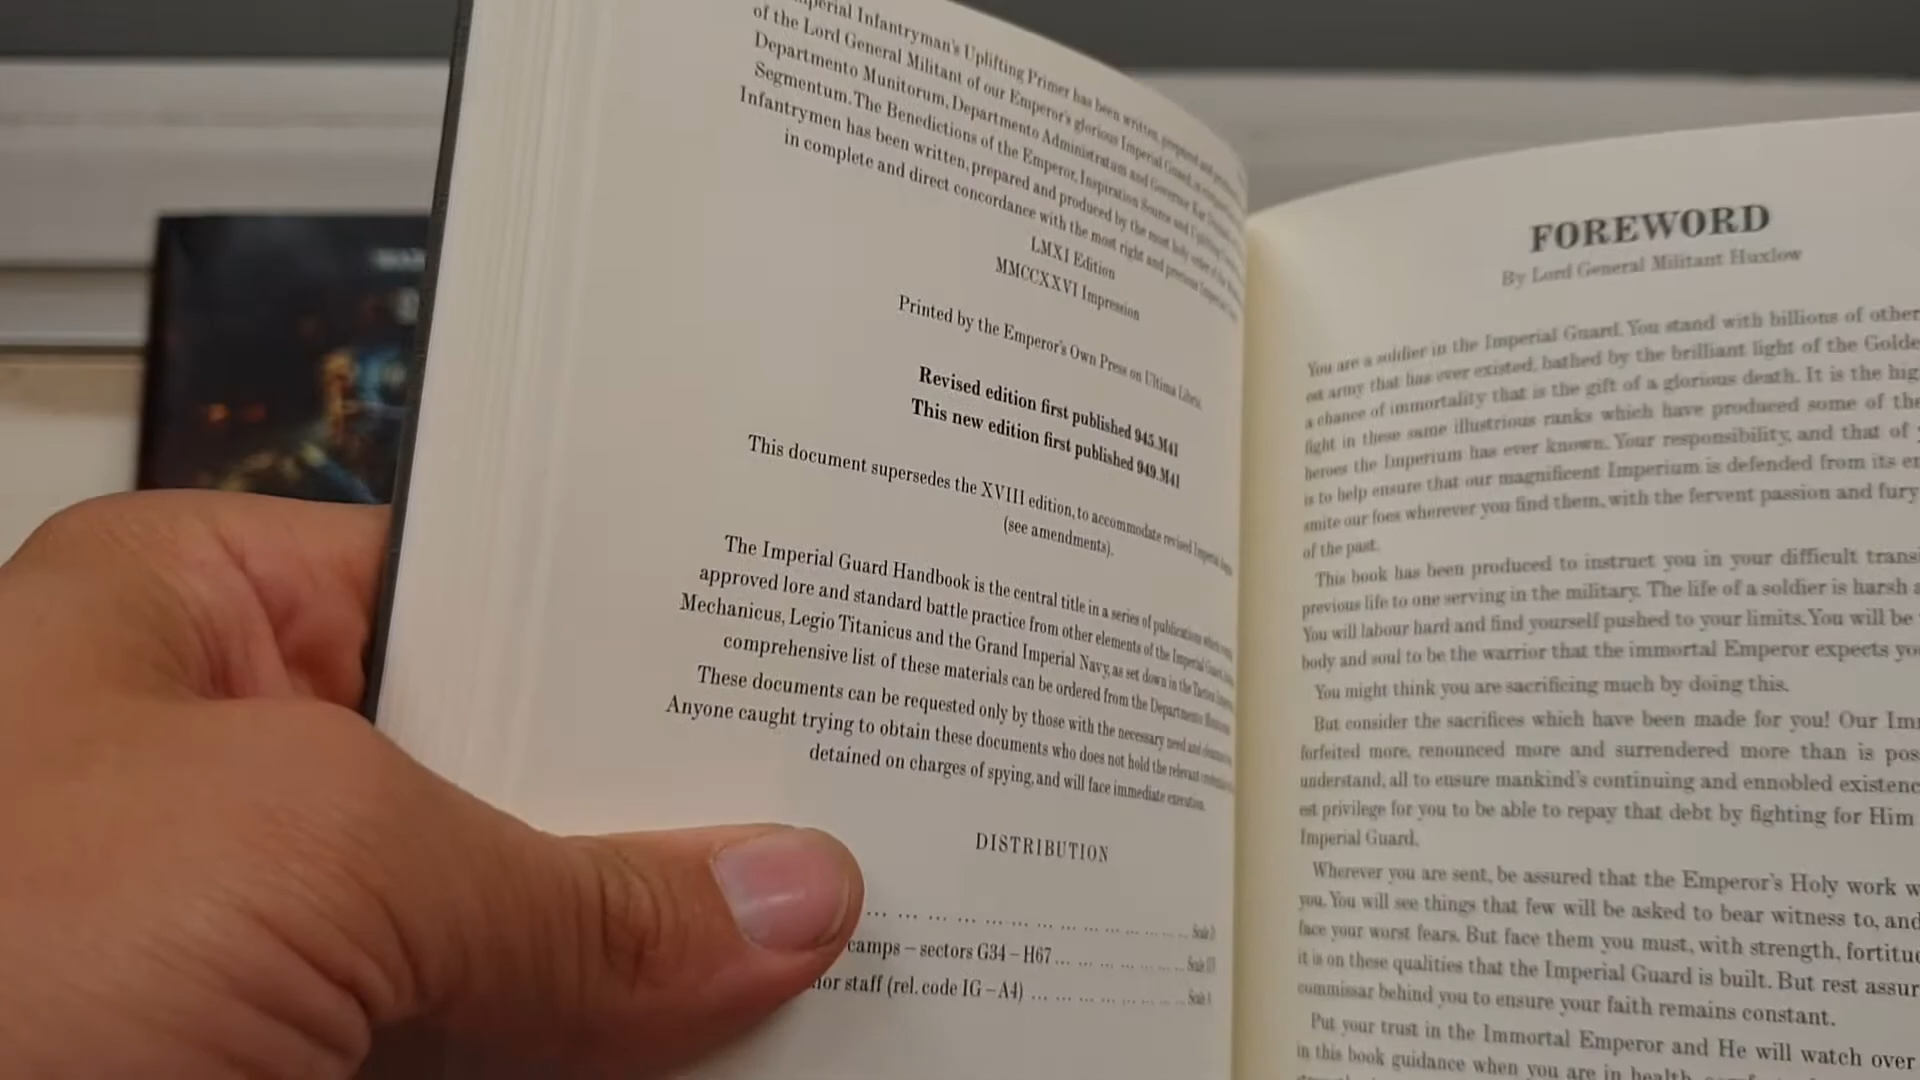 perial Infantryman's Uplifting Primer has been written, prepared and
of the Lord General Militant of our Emperor's glorious Imperial Guard,
Departmento Munitorum, Departmento Administratum and Governor
Segmentum. The Benedictions of the Emperor, Inspiration Source and
Infantrymen has been written, prepared and produced by the most holy
in complete and direct concordance with the most right and precious Imperial
LMXI Edition
MMCCXXVI Impression
Printed by the Emperor's Own Press on Ultima Libris.
Revised edition first published 945.M41
This new edition first published 949.M41
This document supersedes the XVIII edition, to accommodate revised Imperial
(see amendments).
The Imperial Guard Handbook is the central title in a series of publications
approved lore and standard battle practice from other elements of the Imperial Guard,
Mechanicus, Legio Titanicus and the Grand Imperial Navy, as set down in the Tactica
comprehensive list of these materials can be ordered from the Departmento
These documents can be requested only by those with the necessary need and
Anyone caught trying to obtain these documents who does not hold the relevant
detained on charges of spying, and will face immediate execution.
DISTRIBUTION
camps – sectors G34 – H67
nor staff (rel. code IG – A4)
FOREWORD
By Lord General Militant Huxlow
You are a soldier in the Imperial Guard. You stand with billions of other
est army that has ever existed, bathed by the brilliant light of the Golde
a chance of immortality that is the gift of a glorious death. It is the hig
fight in these same illustrious ranks which have produced some of the
heroes the Imperium has ever known. Your responsibility, and that of
is to help ensure that our magnificent Imperium is defended from its en
smite our foes wherever you find them, with the fervent passion and fury
of the past.
This book has been produced to instruct you in your difficult transi
previous life to one serving in the military. The life of a soldier is harsh a
You will labour hard and find yourself pushed to your limits. You will be
body and soul to be the warrior that the immortal Emperor expects yo
You might think you are sacrificing much by doing this.
But consider the sacrifices which have been made for you! Our Im
forfeited more, renounced more and surrendered more than is pos
understand, all to ensure mankind's continuing and ennobled existenc
est privilege for you to be able to repay that debt by fighting for Him
Imperial Guard.
Wherever you are sent, be assured that the Emperor's Holy work w
you. You will see things that few will be asked to bear witness to, and
face your worst fears. But face them you must, with strength, fortitu
it is on these qualities that the Imperial Guard is built. But rest assur
commissar behind you to ensure your faith remains constant.
Put your trust in the Immortal Emperor and He will watch over
in this book guidance when you are in health,